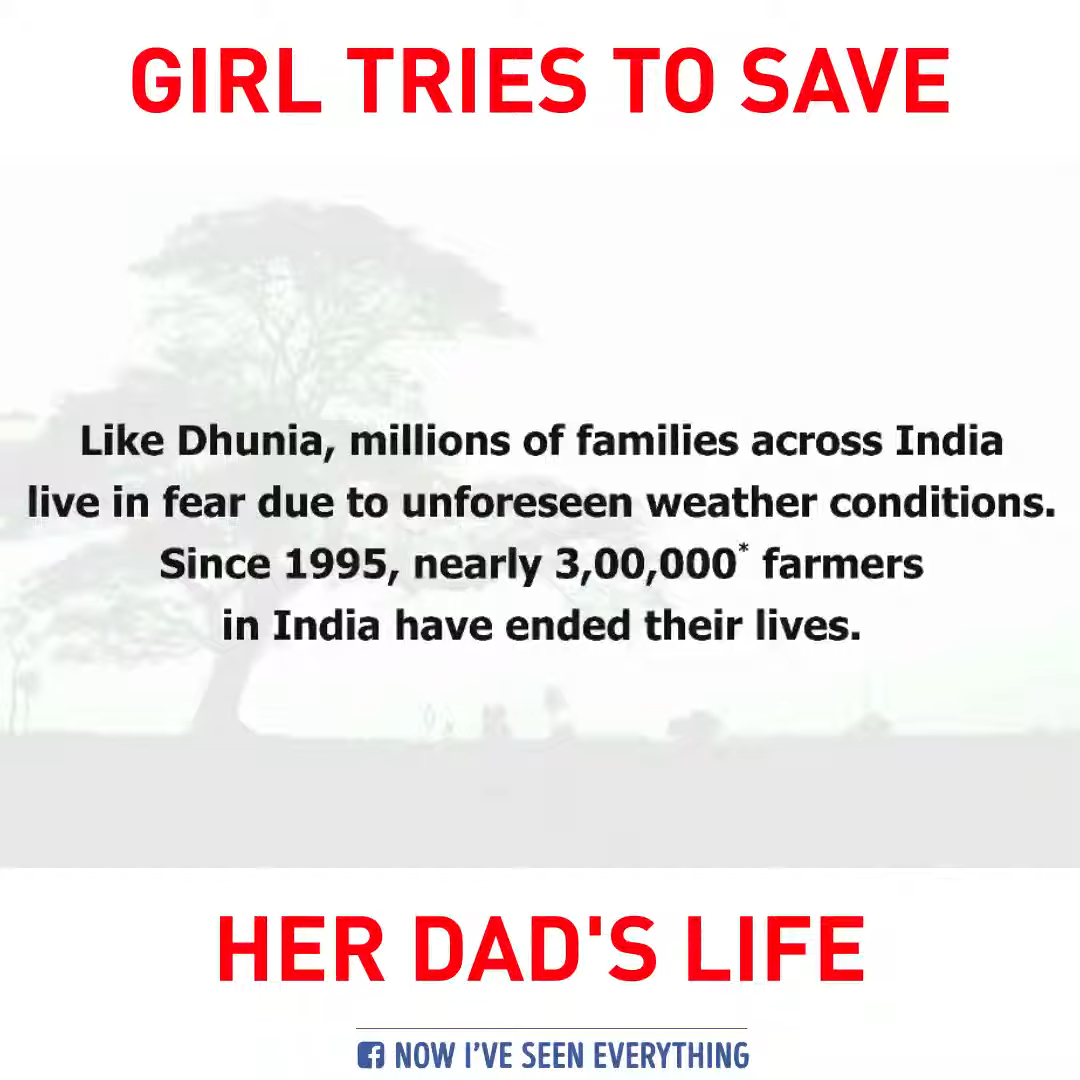 GIRL TRIES TO SAVE
Like Dhunia, millions of families across India
live in fear due to unforeseen weather conditions.
Since 1995, nearly 3,00,000* farmers
in India have ended their lives.
HER DAD'S LIFE
NOW I'VE SEEN EVERYTHING